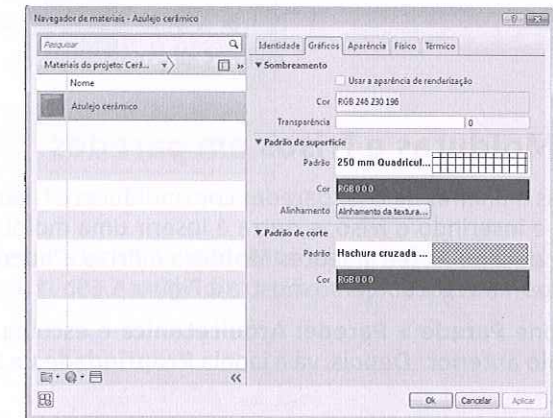 Navegador de materiais - Azulejo cerâmico
Pesquisar
Materiais do projeto: Cerâ...
Nome
Azulejo cerâmico
Identidade Gráficos Aparência Físico Térmico
Sombreamento
Usar a aparência de renderização
Cor RGB 246 230 196
Transparência 0
Padrão de superfície
Padrão 250 mm Quadricul...
Cor RGB 0 0 0
Alinhamento Alinhamento da textura...
Padrão de corte
Padrão Hachura cruzada ...
Cor RGB 0 0 0
Ok Cancelar Aplicar